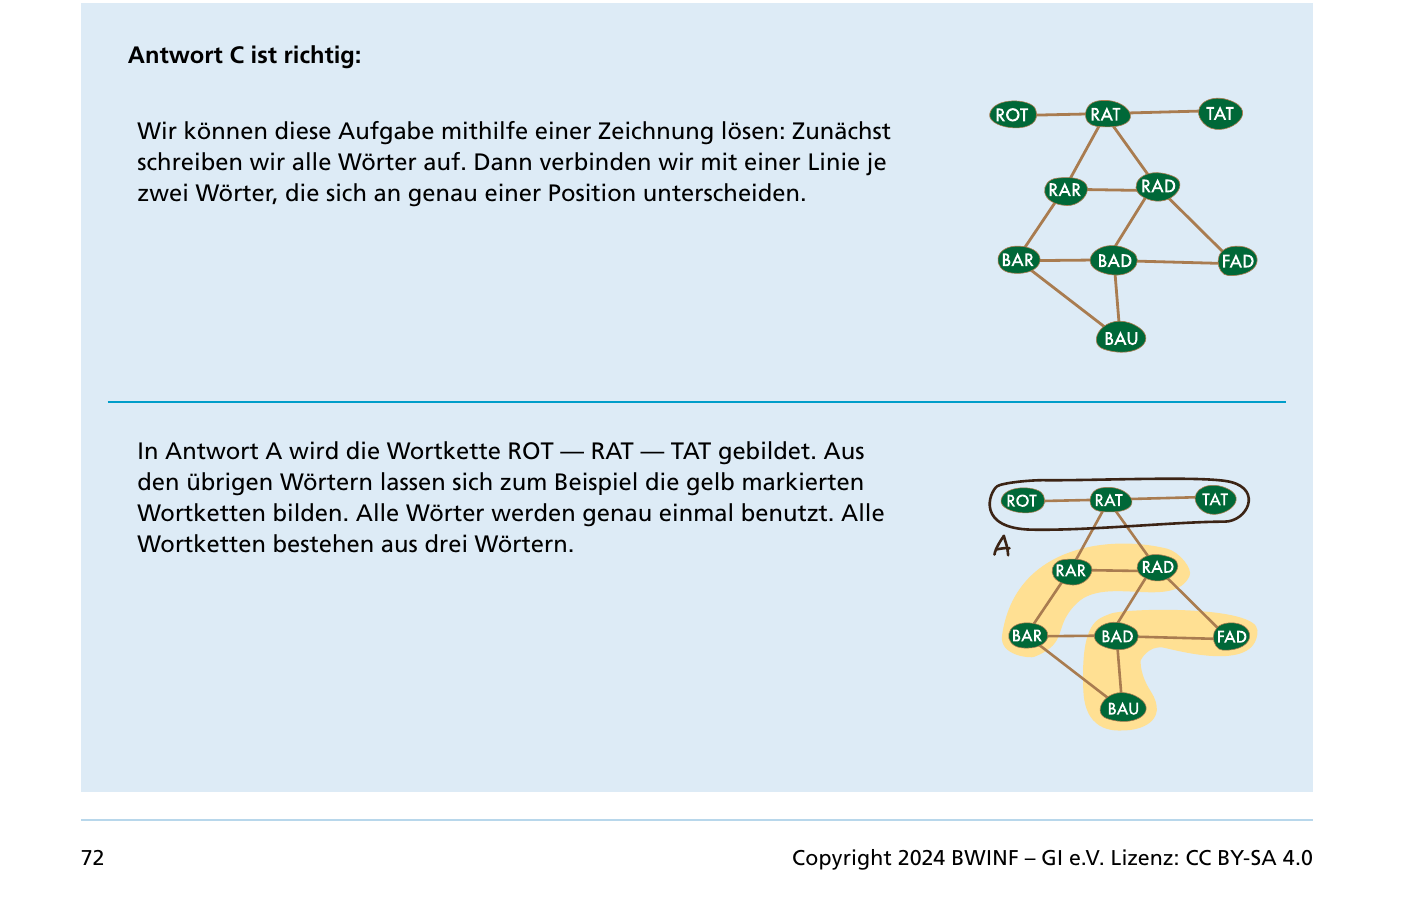 Antwort C ist richtig:
Wir können diese Aufgabe mithilfe einer Zeichnung lösen: Zunächst
schreiben wir alle Wörter auf. Dann verbinden wir mit einer Linie je
zwei Wörter, die sich an genau einer Position unterscheiden.
ROT RAT TAT
RAR RAD
BAR BAD FAD
BAU
In Antwort A wird die Wortkette ROT — RAT — TAT gebildet. Aus
den übrigen Wörtern lassen sich zum Beispiel die gelb markierten
Wortketten bilden. Alle Wörter werden genau einmal benutzt. Alle
Wortketten bestehen aus drei Wörtern.
ROT RAT TAT
A
RAR RAD
BAR BAD FAD
BAU
72
Copyright 2024 BWINF – GI e.V. Lizenz: CC BY-SA 4.0